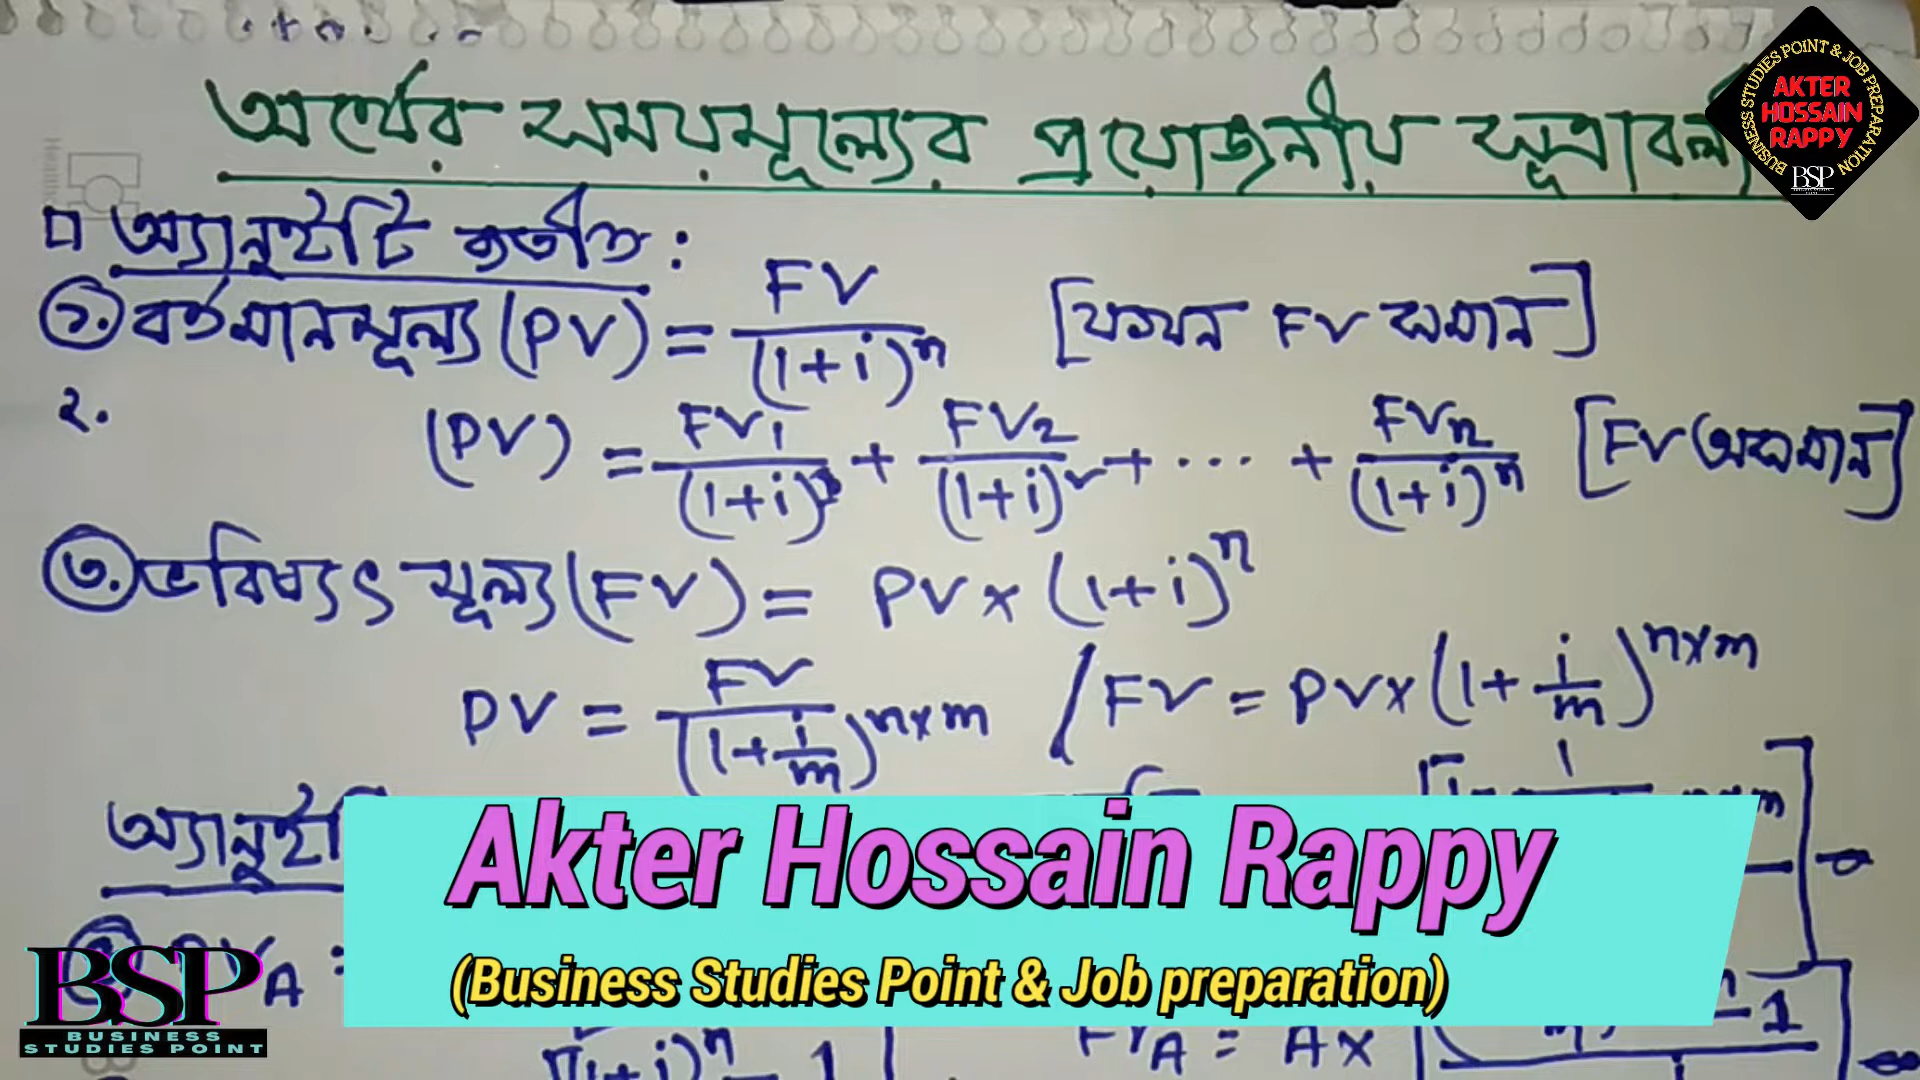 অর্থের সময়মূল্যের প্রয়োজনীয় সূত্রাবলী
□ অ্যানুইটি ব্যতীত :
১. বর্তমানমূল্য (PV) = FV / (1+i)^n [যখন FV সমান]
২. (PV) = FV₁ / (1+i)^1 + FV₂ / (1+i)^২ + ... + FVn / (1+i)^n [FV অসমান]
৩. ভবিষ্যৎ মূল্য (FV) = PV × (1+i)^n
PV = FV / (1+i/m)^n×m / FV = PV × (1+i/m)^n×m
অ্যানুইটি
Akter Hossain Rappy
(Business Studies Point & Job preparation)
FVA = A×
BSP
BUSINESS
STUDIES POINT
BUSINESS STUDIES POINT & JOB PREPARATION
AKTER
HOSSAIN
RAPPY
BSP